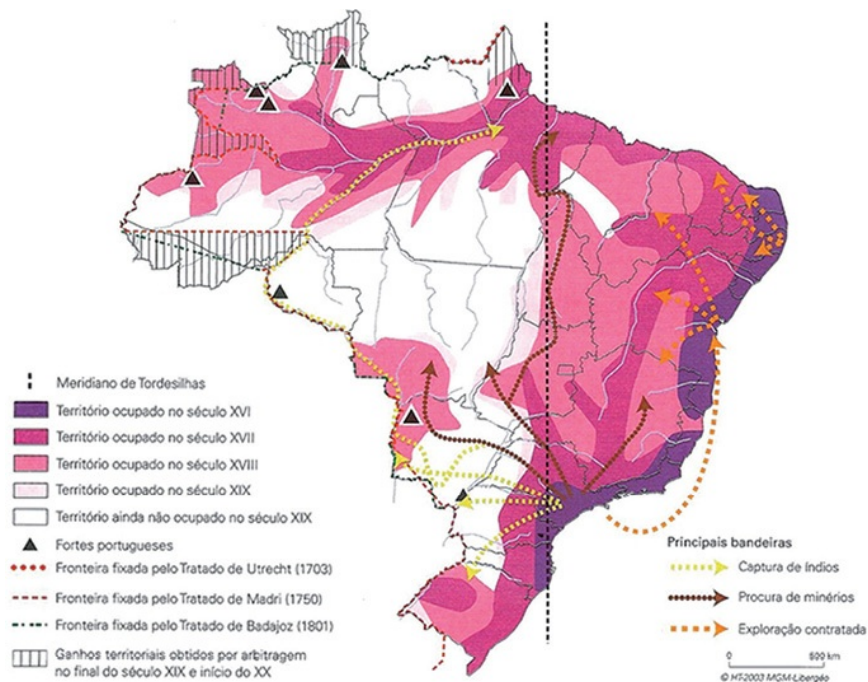 Meridiano de Tordesilhas
Território ocupado no século XVI
Território ocupado no século XVII
Território ocupado no século XVIII
Território ocupado no século XIX
Território ainda não ocupado no século XIX
Fortes portugueses
Fronteira fixada pelo Tratado de Utrecht (1703)
Fronteira fixada pelo Tratado de Madri (1750)
Fronteira fixada pelo Tratado de Badajoz (1801)
Ganhos territoriais obtidos por arbitragem
no final do século XIX e início do XX
Principais bandeiras
Captura de índios
Procura de minérios
Exploração contratada
0 500 km
© HT-2003 MGM-Libergéo